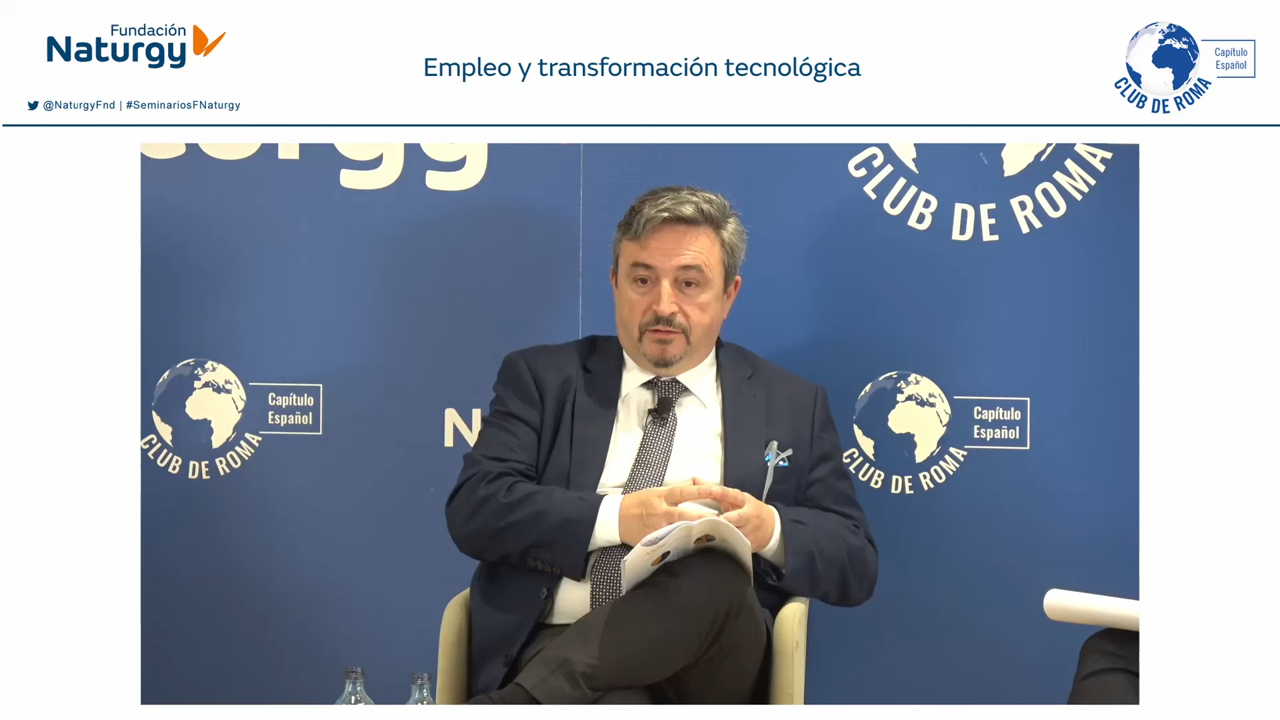 Fundación
Naturgy
@NaturgyFnd | #SeminariosFNaturgy
Empleo y transformación tecnológica
Capítulo
Español
CLUB DE ROMA
turgy
CLUB DE ROMA
Capítulo
Español
CLUB DE ROMA
N
Capítulo
Español
CLUB DE ROMA